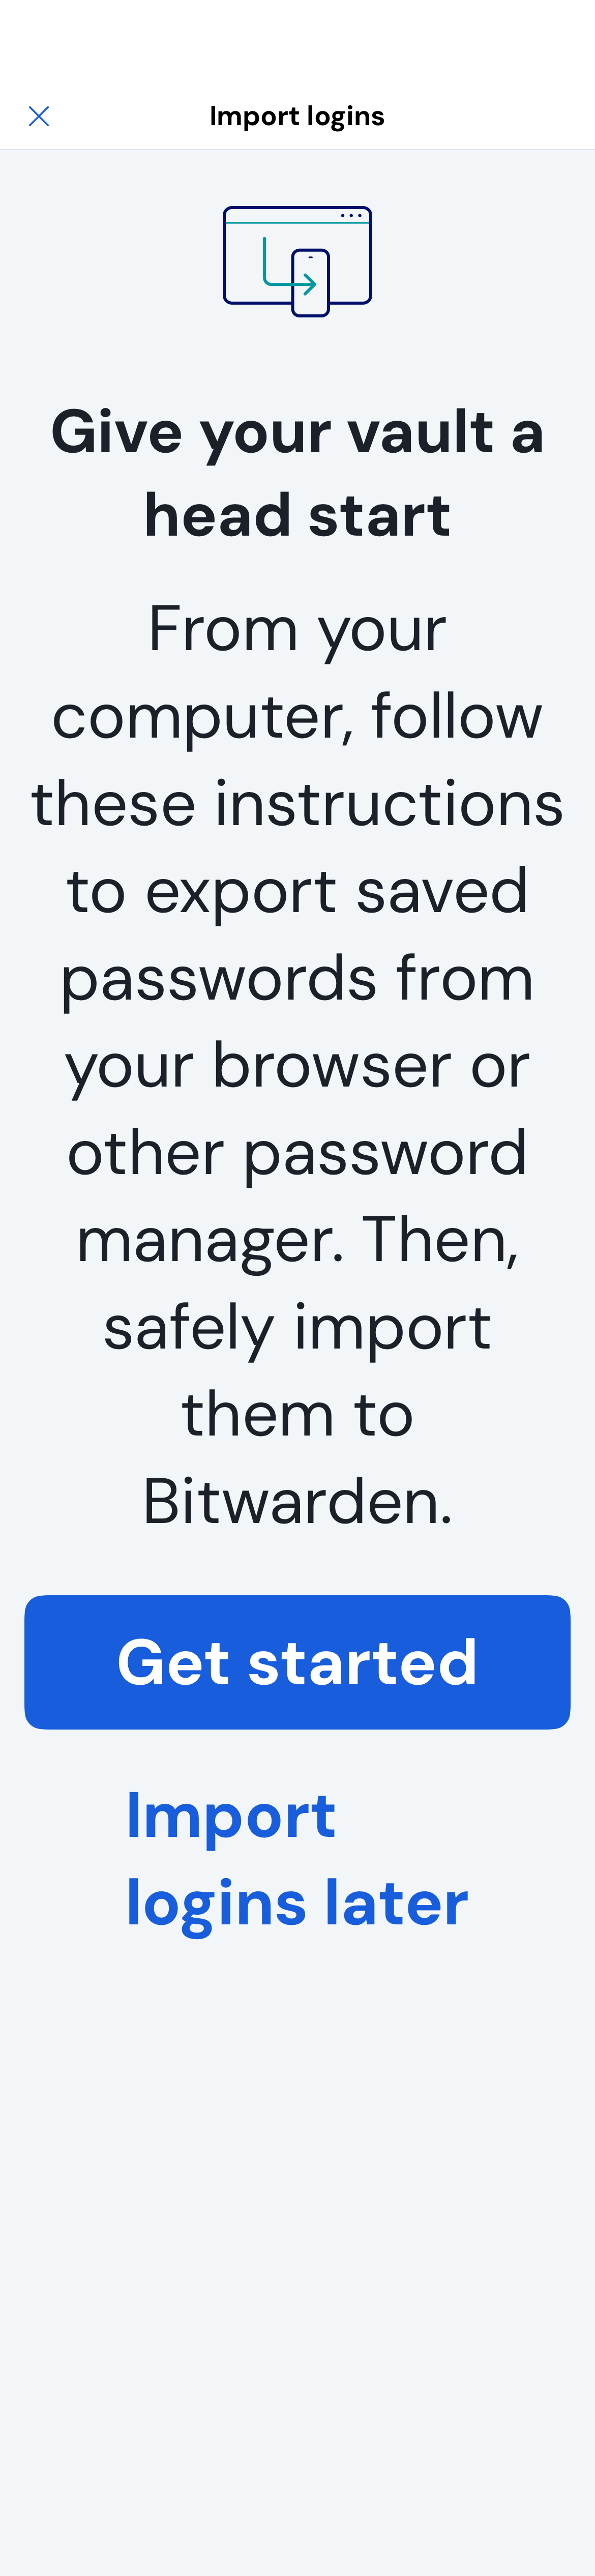 Import logins
Give your vault a
head start
From your
computer, follow
these instructions
to export saved
passwords from
your browser or
other password
manager. Then,
safely import
them to
Bitwarden.
Get started
Import
logins later